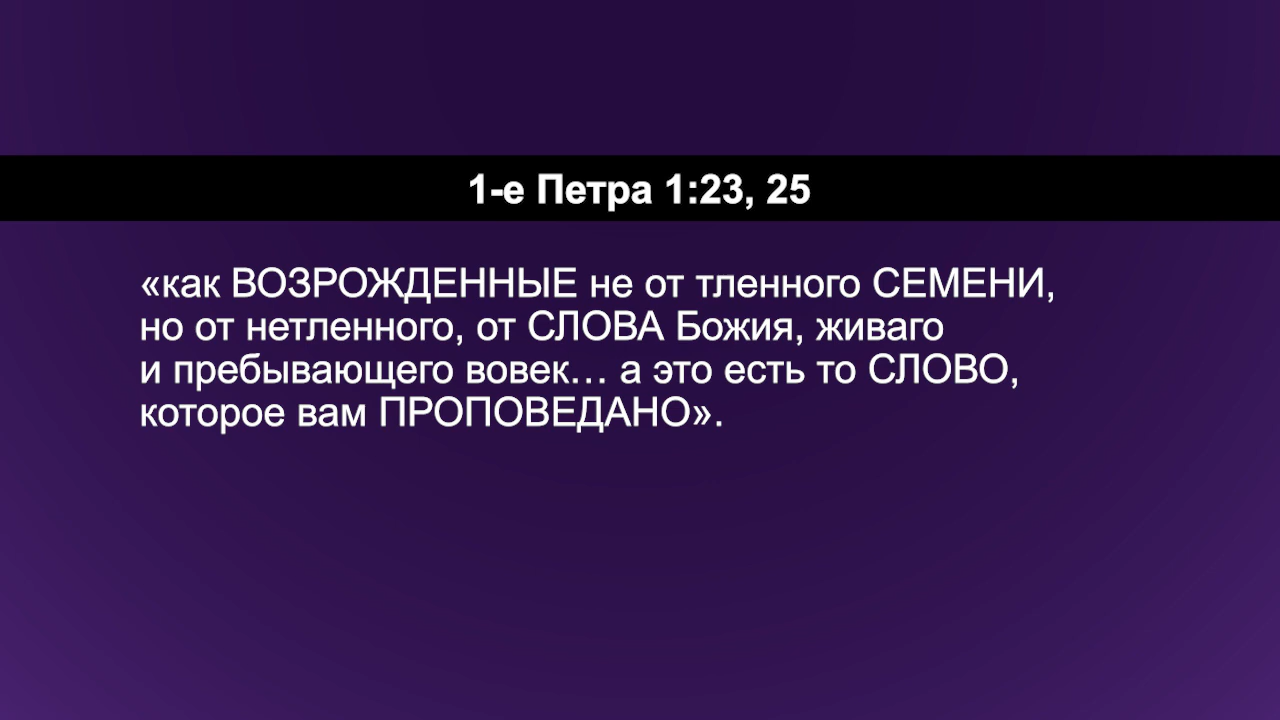 1-е Петра 1:23, 25
«как ВОЗРОЖДЕННЫЕ не от тленного СЕМЕНИ,
но от нетленного, от СЛОВА Божия, живаго
и пребывающего вовек… а это есть то СЛОВО,
которое вам ПРОПОВЕДАНО».